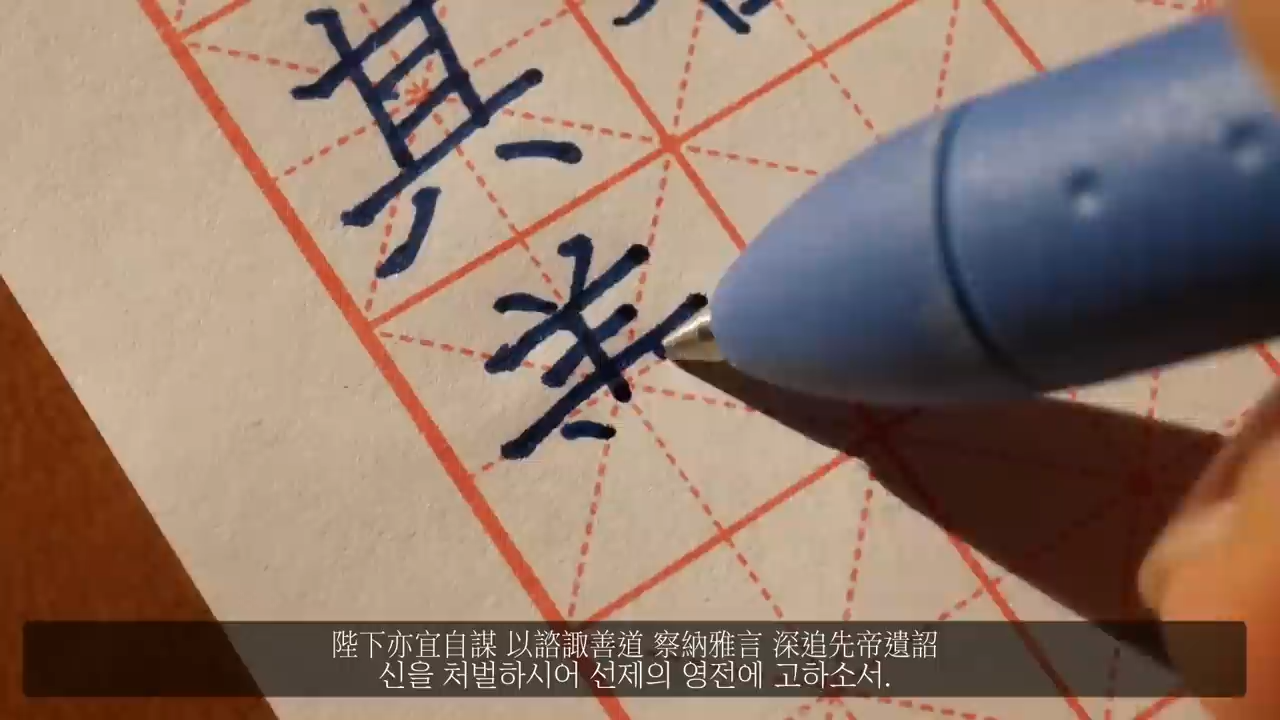 其
陛下亦宜自謀 以諮諏善道 察納雅言 深追先帝遺詔
신을 처벌하시어 선제의 영전에 고하소서.